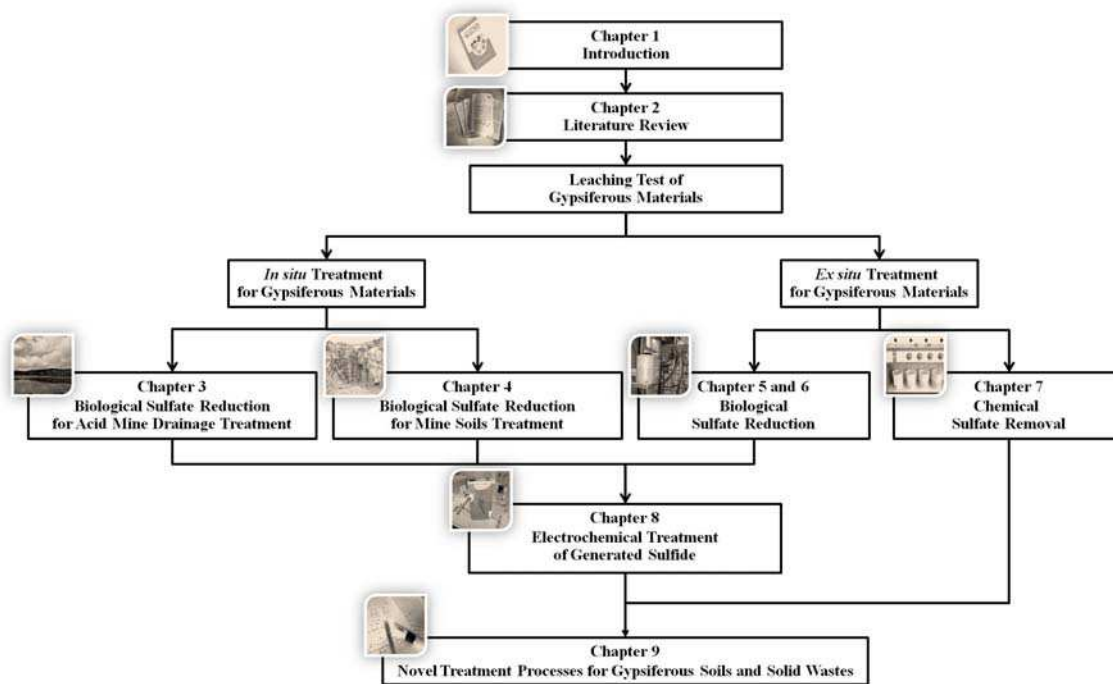 Chapter 1
Introduction
Chapter 2
Literature Review
Leaching Test of
Gypsiferous Materials
In situ Treatment
for Gypsiferous Materials
Ex situ Treatment
for Gypsiferous Materials
Chapter 3
Biological Sulfate Reduction
for Acid Mine Drainage Treatment
Chapter 4
Biological Sulfate Reduction
for Mine Soils Treatment
Chapter 5 and 6
Biological
Sulfate Reduction
Chapter 7
Chemical
Sulfate Removal
Chapter 8
Electrochemical Treatment
of Generated Sulfide
Chapter 9
Novel Treatment Processes for Gypsiferous Soils and Solid Wastes